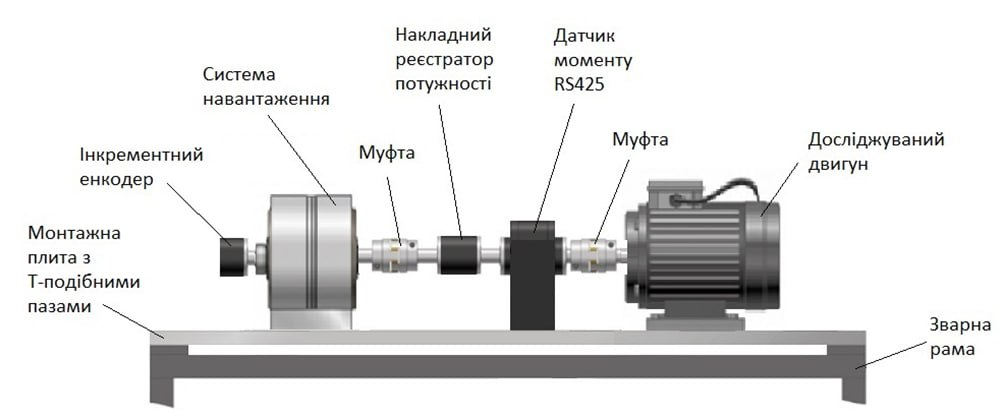 Накладний
реєстратор
потужності
Датчик
моменту
RS425
Система
навантаження
Муфта
Муфта
Досліджуваний
двигун
Інкрементний
енкодер
Монтажна
плита з
Т-подібними
пазами
Зварна
рама